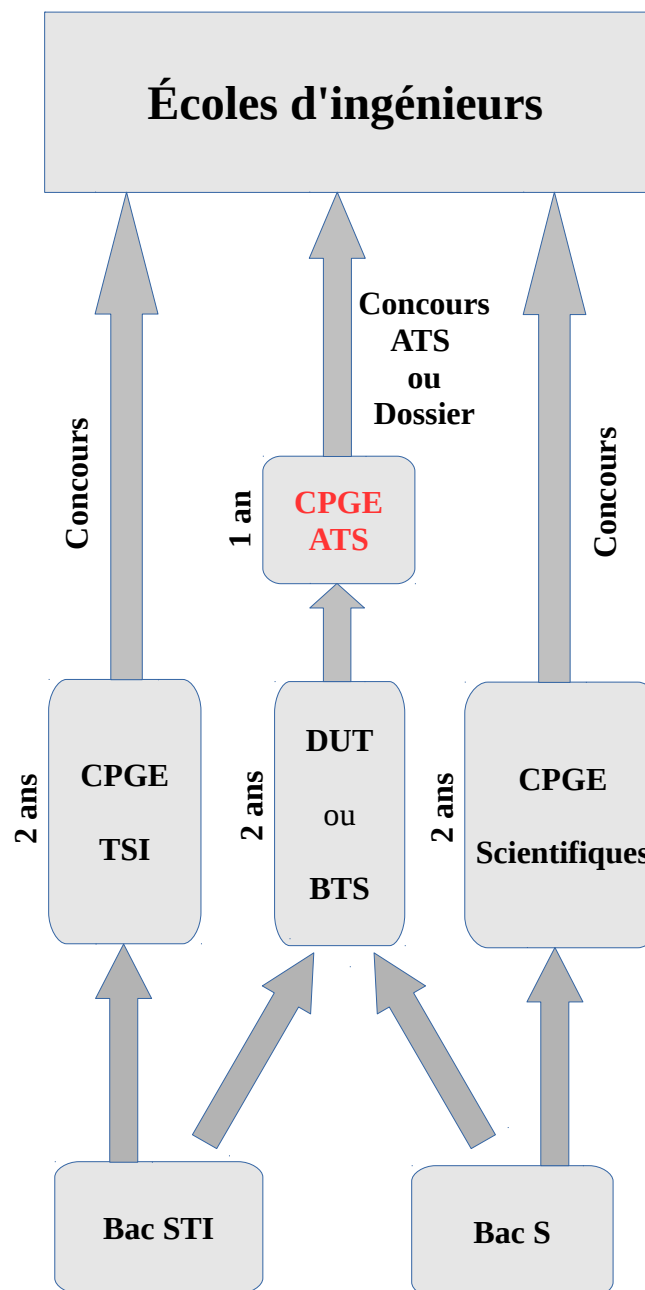 Écoles d'ingénieurs
Concours
ATS
ou
Dossier
Concours
Concours
1 an
CPGE
ATS
2 ans
CPGE
TSI
2 ans
DUT
ou
BTS
2 ans
CPGE
Scientifiques
Bac STI
Bac S